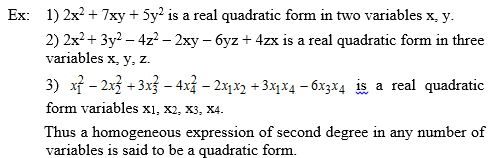 Ex: 1) 2x² + 7xy + 5y² is a real quadratic form in two variables x, y.
2) 2x² + 3y² – 4z² – 2xy – 6yz + 4zx is a real quadratic form in three
variables x, y, z.
3) x₁² – 2x₂² + 3x₃² – 4x₄² – 2x₁x₂ + 3x₁x₄ – 6x₃x₄ is a real quadratic
form variables x1, x2, x3, x4.
Thus a homogeneous expression of second degree in any number of
variables is said to be a quadratic form.